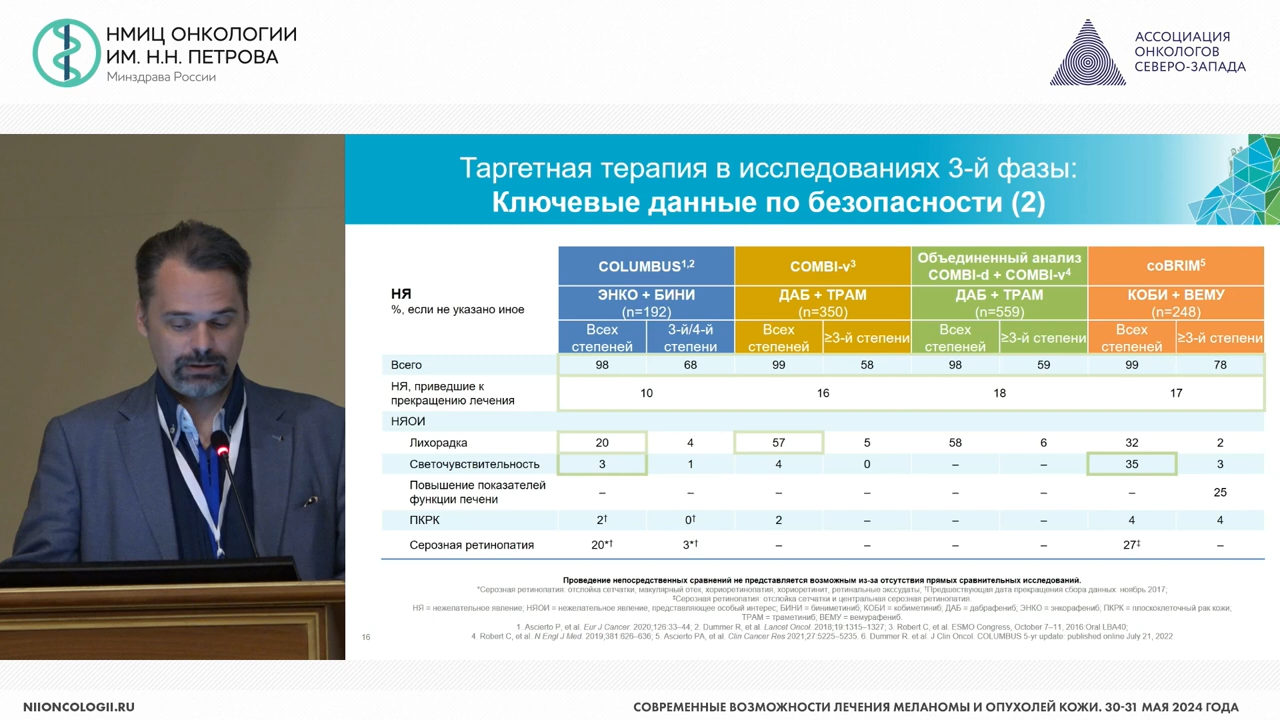 НМИЦ ОНКОЛОГИИ
ИМ. Н.Н. ПЕТРОВА
Минздрава России
АССОЦИАЦИЯ
ОНКОЛОГОВ
СЕВЕРО-ЗАПАДА
Таргетная терапия в исследованиях 3-й фазы:
Ключевые данные по безопасности (2)
НЯ
%, если не указано иное
COLUMBUS1,2
COMBI-v3
Объединенный анализ
COMBI-d + COMBI-v4
coBRIM5
ЭНКО + БИНИ
(n=192)
ДАБ + ТРАМ
(n=350)
ДАБ + ТРАМ
(n=559)
КОБИ + ВЕМУ
(n=248)
Всех
степеней
3-й/4-й
степени
Всех
степеней
≥3-й степени
Всех
степеней
≥3-й степени
Всех
степеней
≥3-й степени
Всего 98 68 99 58 98 59 99 78
НЯ, приведшие к
прекращению лечения 10 16 18 17
НЯОИ
Лихорадка 20 4 57 5 58 6 32 2
Светочувствительность 3 1 4 0 – – 35 3
Повышение показателей
функции печени – – – – – – – 25
ПКРК 2† 0† 2 – – – 4 4
Серозная ретинопатия 20*† 3*† – – – – 27‡ –
Проведение непосредственных сравнений не представляется возможным из-за отсутствия прямых сравнительных исследований.
*Серозная ретинопатия: отслойка сетчатки, макулярный отек, хориоретинопатия, хориоретинит, ретинальные экссудаты; †Предшествующая дата прекращения сбора данных: ноябрь 2017;
‡Серозная ретинопатия: отслойка сетчатки и центральная серозная ретинопатия.
НЯ = нежелательное явление, НЯОИ = нежелательное явление, представляющее особый интерес; БИНИ = биниметиниб; КОБИ = кобиметиниб, ДАБ = дабрафениб, ЭНКО = энкорафениб, ПКРК = плоскоклеточный рак кожи;
ТРАМ = траметиниб; ВЕМУ = вемурафениб.
1. Ascierto P, et al. Eur J Cancer. 2020;126:33–44; 2. Dummer R, et al. Lancet Oncol. 2018;19:1315–1327; 3. Robert C, et al. ESMO Congress, October 7–11, 2016 Oral LBA40;
4. Robert C, et al. N Engl J Med. 2019;381:626–636; 5. Ascierto PA, et al. Clin Cancer Res 2021;27:5225–5235. 6. Dummer R. et al. J Clin Oncol. COLUMBUS 5-yr update: published online July 21, 2022
16
NIIONCOLOGII.RU
СОВРЕМЕННЫЕ ВОЗМОЖНОСТИ ЛЕЧЕНИЯ МЕЛАНОМЫ И ОПУХОЛЕЙ КОЖИ. 30-31 МАЯ 2024 ГОДА